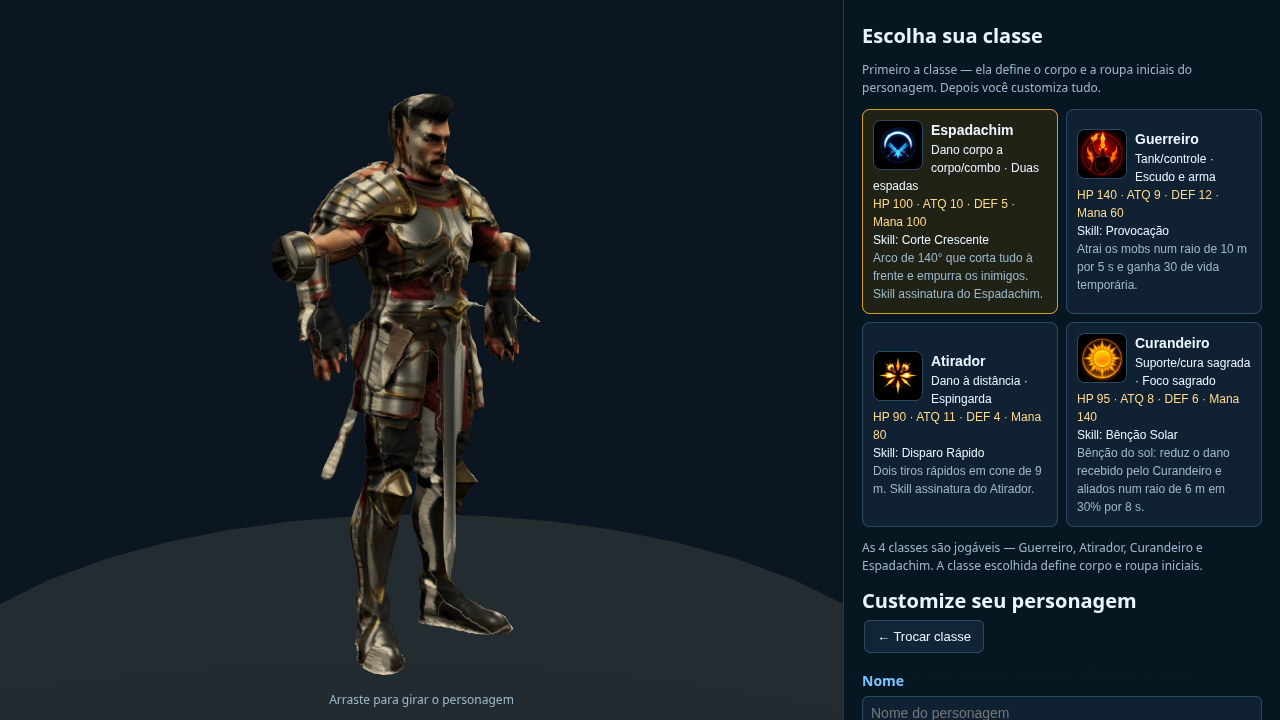 Escolha sua classe
Primeiro a classe — ela define o corpo e a roupa iniciais do
personagem. Depois você customiza tudo.
Espadachim
Dano corpo a
corpo/combo · Duas
espadas
HP 100 · ATQ 10 · DEF 5 ·
Mana 100
Skill: Corte Crescente
Arco de 140° que corta tudo à
frente e empurra os inimigos.
Skill assinatura do Espadachim.
Guerreiro
Tank/controle ·
Escudo e arma
HP 140 · ATQ 9 · DEF 12 ·
Mana 60
Skill: Provocação
Atrai os mobs num raio de 10 m
por 5 s e ganha 30 de vida
temporária.
Atirador
Dano à distância ·
Espingarda
HP 90 · ATQ 11 · DEF 4 · Mana
80
Skill: Disparo Rápido
Dois tiros rápidos em cone de 9
m. Skill assinatura do Atirador.
Curandeiro
Suporte/cura sagrada
· Foco sagrado
HP 95 · ATQ 8 · DEF 6 · Mana
140
Skill: Bênção Solar
Bênção do sol: reduz o dano
recebido pelo Curandeiro e
aliados num raio de 6 m em
30% por 8 s.
As 4 classes são jogáveis — Guerreiro, Atirador, Curandeiro e
Espadachim. A classe escolhida define corpo e roupa iniciais.
Customize seu personagem
← Trocar classe
Nome
Nome do personagem
Arraste para girar o personagem